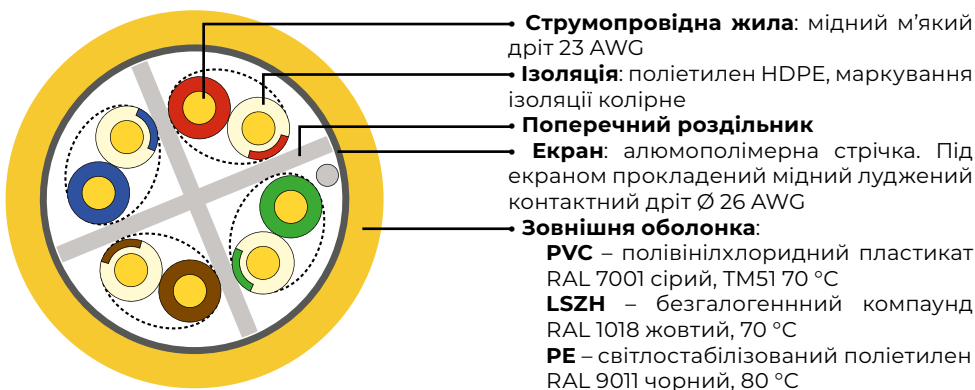 • Струмопровідна жила: мідний м’який
дріт 23 AWG
• Ізоляція: поліетилен HDPE, маркування
ізоляції колірне
• Поперечний роздільник
• Екран: алюмополімерна стрічка. Під
екраном прокладений мідний луджений
контактний дріт Ø 26 AWG
• Зовнішня оболонка:
PVC – полівінілхлоридний пластикат
RAL 7001 сірий, ТМ51 70 °C
LSZH – безгалогеннний компаунд
RAL 1018 жовтий, 70 °C
PE – світлостабілізований поліетилен
RAL 9011 чорний, 80 °C